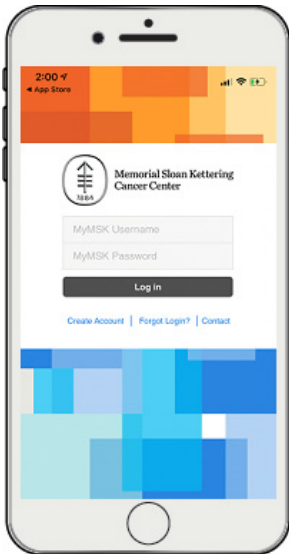 2:00
◀ App Store
1884
Memorial Sloan Kettering
Cancer Center
MyMSK Username
MyMSK Password
Log in
Create Account | Forgot Login? | Contact